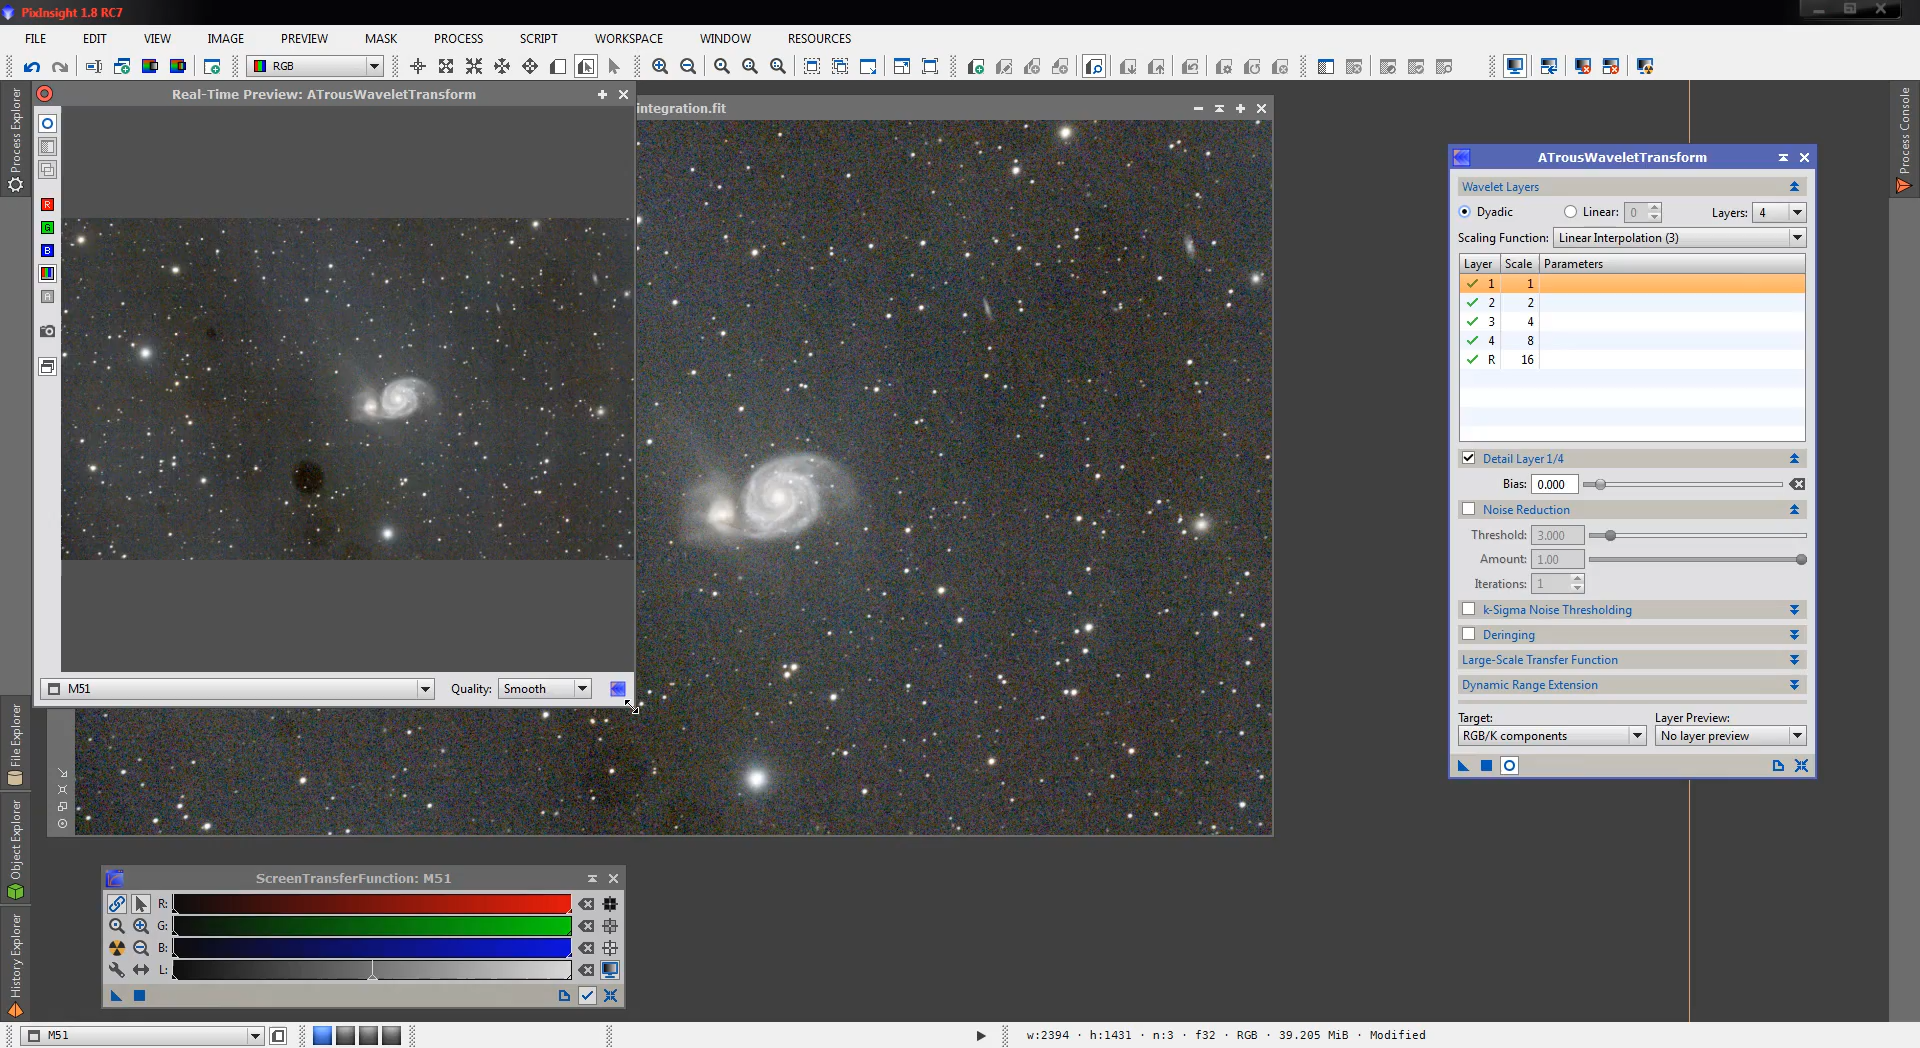 PixInsight 1.8 RC7
FILE EDIT VIEW IMAGE PREVIEW MASK PROCESS SCRIPT WORKSPACE WINDOW RESOURCES
RGB
Process Explorer
File Explorer
Object Explorer
History Explorer
Process Console
Real-Time Preview: ATrousWaveletTransform
R
G
B
M51
Quality: Smooth
integration.fit
ATrousWaveletTransform
Wavelet Layers
Dyadic Linear: 0 Layers: 4
Scaling Function: Linear Interpolation (3)
Layer Scale Parameters
1 1
2 2
3 4
4 8
R 16
Detail Layer 1/4
Bias: 0.000
Noise Reduction
Threshold: 3.000
Amount: 1.00
Iterations: 1
k-Sigma Noise Thresholding
Deringing
Large-Scale Transfer Function
Dynamic Range Extension
Target: Layer Preview:
RGB/K components No layer preview
ScreenTransferFunction: M51
R:
G:
B:
L:
M51
w:2394 · h:1431 · n:3 · f32 · RGB · 39.205 MiB · Modified